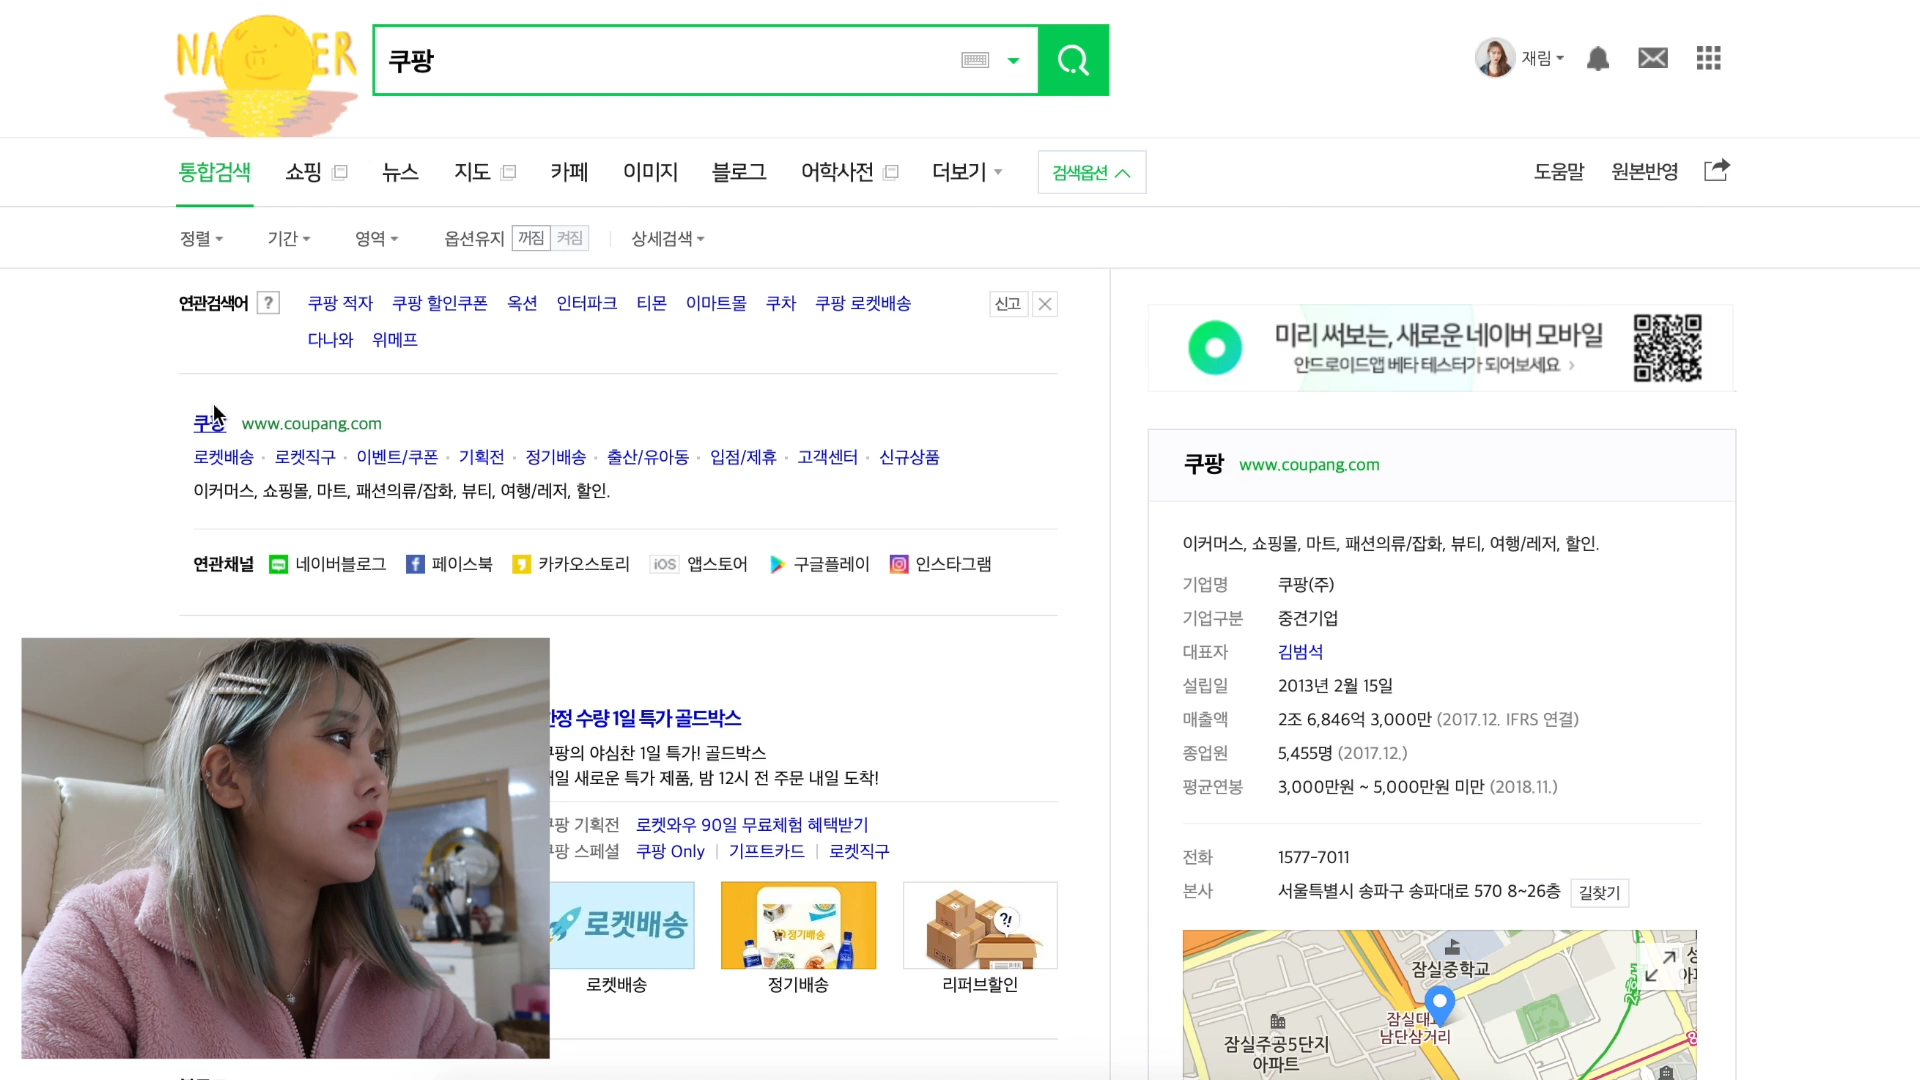 NA ER
쿠팡
재림
통합검색 쇼핑 뉴스 지도 카페 이미지 블로그 어학사전 더보기 검색옵션 도움말 원본반영
정렬 기간 영역 옵션유지 꺼짐 켜짐 상세검색
연관검색어 ? 쿠팡 적자 쿠팡 할인쿠폰 옥션 인터파크 티몬 이마트몰 쿠차 쿠팡 로켓배송 신고
다나와 위메프
쿠팡 www.coupang.com
로켓배송 · 로켓직구 · 이벤트/쿠폰 · 기획전 · 정기배송 · 출산/유아동 · 입점/제휴 · 고객센터 · 신규상품
이커머스, 쇼핑몰, 마트, 패션의류/잡화, 뷰티, 여행/레저, 할인.
연관채널 네이버블로그 페이스북 카카오스토리 iOS 앱스토어 구글플레이 인스타그램
수량 1일 특가 골드박스
야심찬 1일 특가! 골드박스
새로운 특가 제품, 밤 12시 전 주문 내일 도착!
기획전 로켓와우 90일 무료체험 혜택받기
스페셜 쿠팡 Only | 기프트카드 | 로켓직구
로켓배송 정기배송 ?!
로켓배송 정기배송 리퍼브할인
미리 써보는, 새로운 네이버 모바일
안드로이드앱 베타 테스터가 되어보세요 ›
쿠팡 www.coupang.com
이커머스, 쇼핑몰, 마트, 패션의류/잡화, 뷰티, 여행/레저, 할인.
기업명 쿠팡(주)
기업구분 중견기업
대표자 김범석
설립일 2013년 2월 15일
매출액 2조 6,846억 3,000만 (2017.12. IFRS 연결)
종업원 5,455명 (2017.12.)
평균연봉 3,000만원 ~ 5,000만원 미만 (2018.11.)
전화 1577-7011
본사 서울특별시 송파구 송파대로 570 8~26층 길찾기
잠실중학교
잠실대
남단삼거리
잠실주공5단지
아파트
2호선